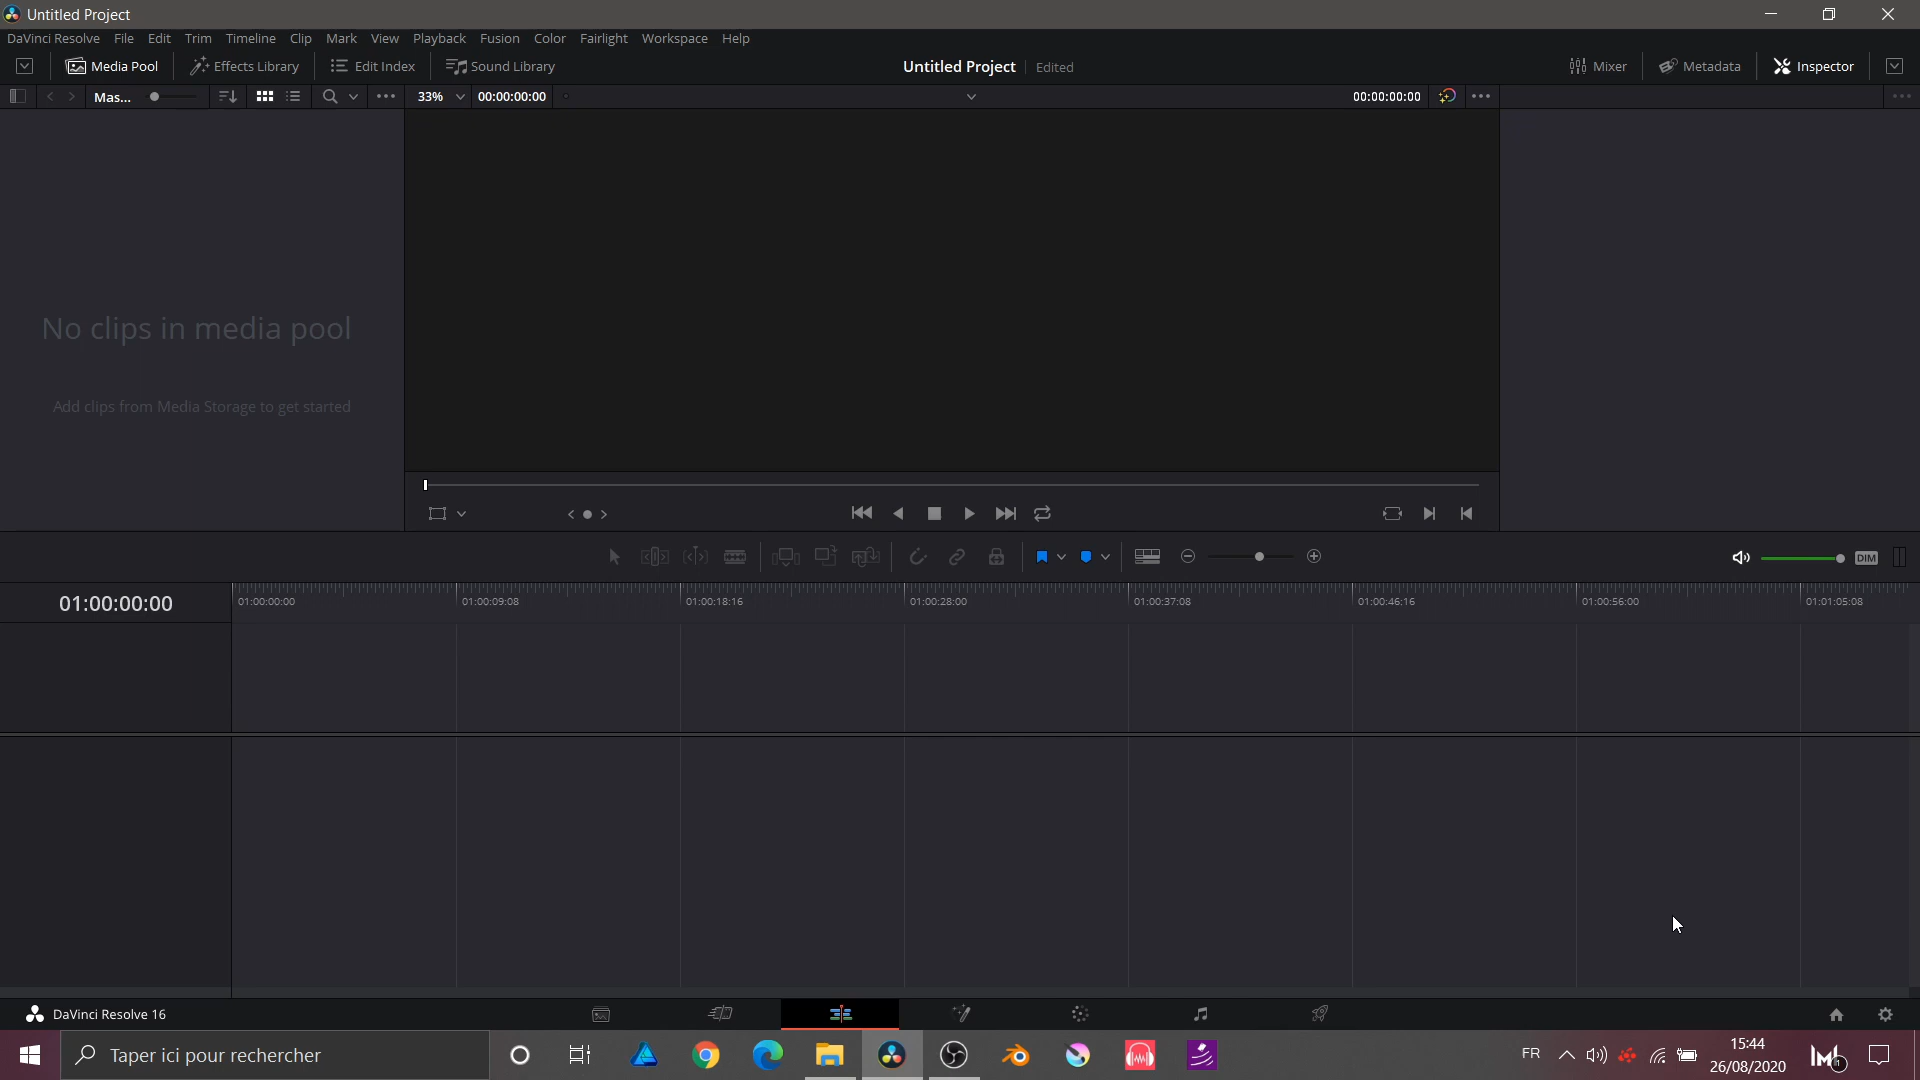 Untitled Project
DaVinci Resolve File Edit Trim Timeline Clip Mark View Playback Fusion Color Fairlight Workspace Help
Media Pool Effects Library Edit Index Sound Library Untitled Project Edited Mixer Metadata Inspector
Mas... 33% 00:00:00:00 00:00:00:00
No clips in media pool
Add clips from Media Storage to get started
DIM
01:00:00:00 01:00:00:00 01:00:09:08 01:00:18:16 01:00:28:00 01:00:37:08 01:00:46:16 01:00:56:00 01:01:05:08
DaVinci Resolve 16
Taper ici pour rechercher FR 15:44
26/08/2020 1